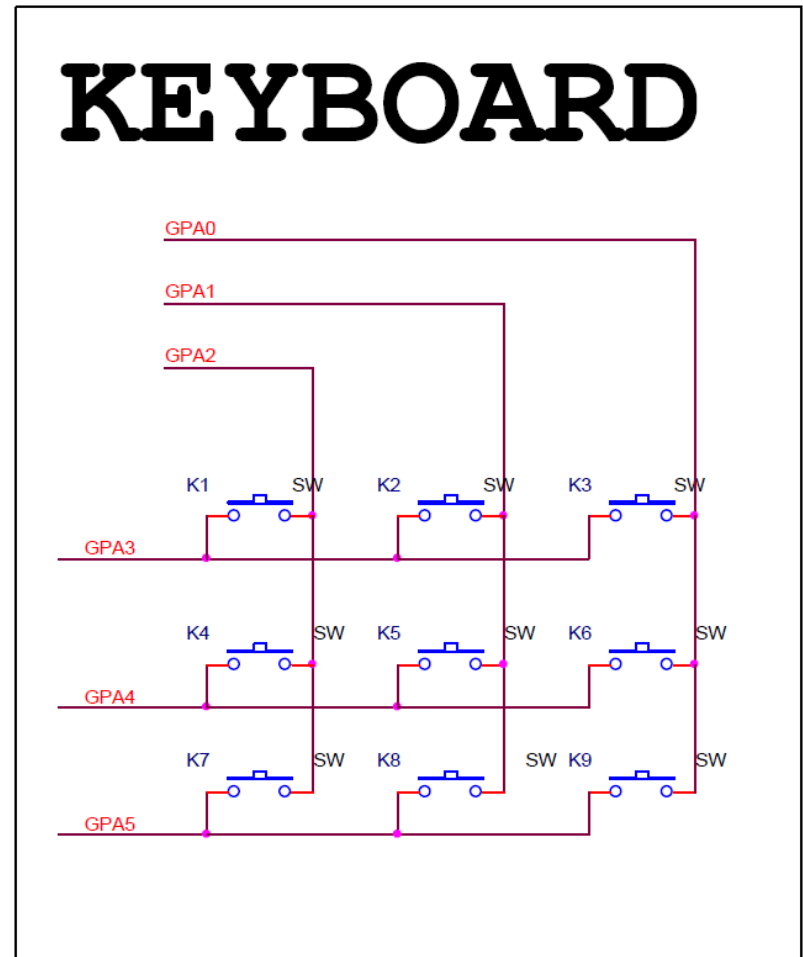 KEYBOARD
GPA0
GPA1
GPA2
K1 SW K2 SW K3 SW
GPA3
K4 SW K5 SW K6 SW
GPA4
K7 SW K8 SW K9 SW
GPA5